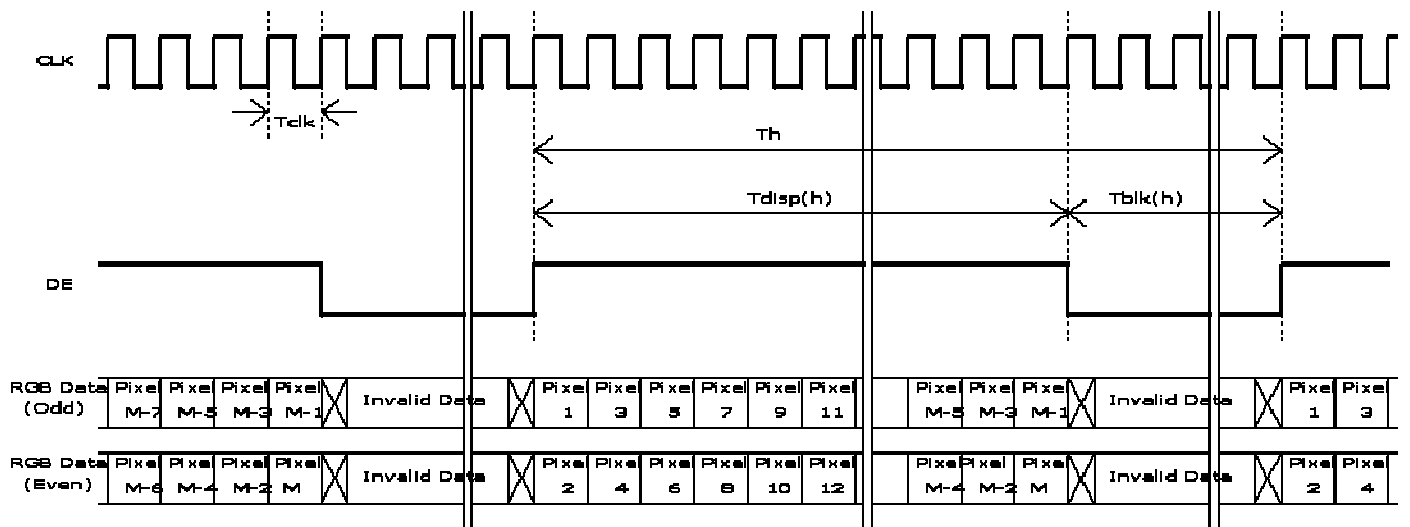 CLK
Tclk
Th
Tdisp(h) Tblk(h)
DE
RGB Data (Odd) Pixel M-7 Pixel M-5 Pixel M-3 Pixel M-1 Invalid Data Pixel 1 Pixel 3 Pixel 5 Pixel 7 Pixel 9 Pixel 11 Pixel M-5 Pixel M-3 Pixel M-1 Invalid Data Pixel 1 Pixel 3
RGB Data (Even) Pixel M-6 Pixel M-4 Pixel M-2 Pixel M Invalid Data Pixel 2 Pixel 4 Pixel 6 Pixel 8 Pixel 10 Pixel 12 Pixel M-4 Pixel M-2 Pixel M Invalid Data Pixel 2 Pixel 4